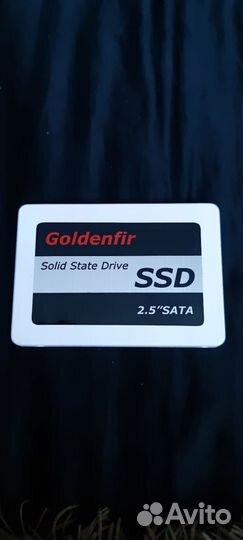 Goldenfir
Solid State Drive
SSD
2.5"SATA
Avito